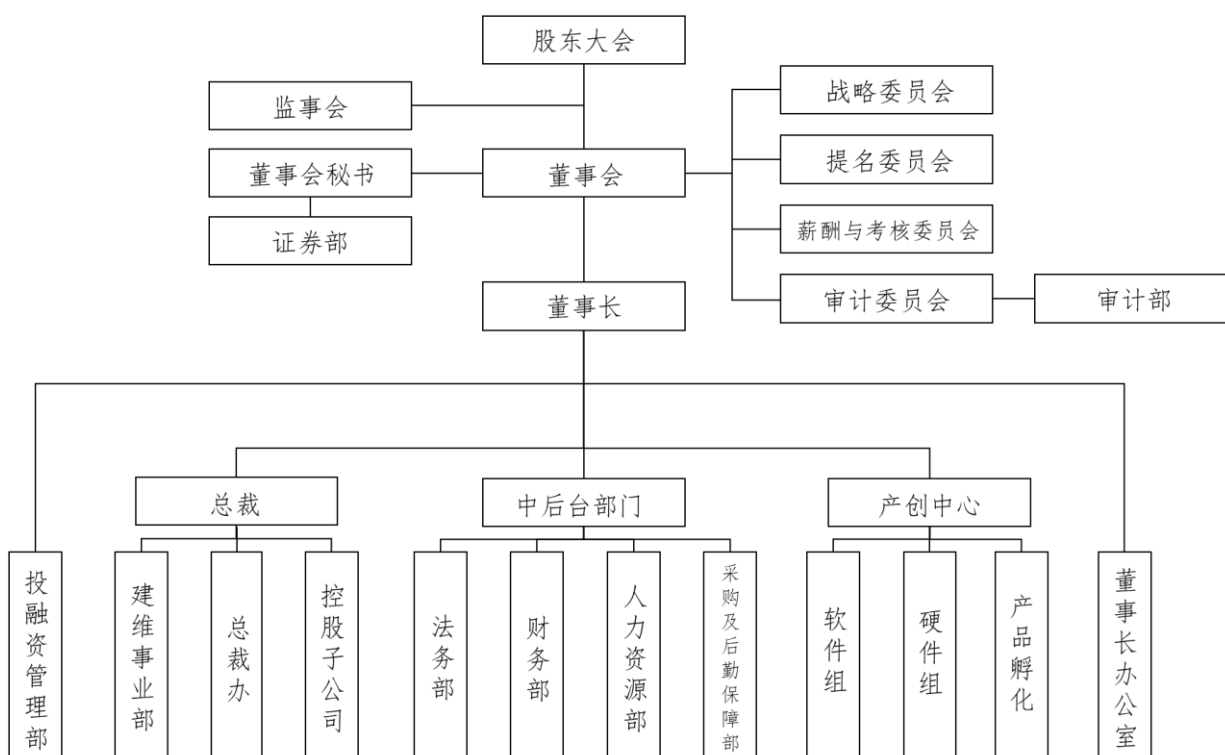 股东大会
监事会
战略委员会
董事会秘书
董事会
提名委员会
证券部
薪酬与考核委员会
董事长
审计委员会
审计部
总裁
中后台部门
产创中心
投融资管理部
建维事业部
总裁办
控股子公司
法务部
财务部
人力资源部
采购及后勤保障部
软件组
硬件组
产品孵化
董事长办公室